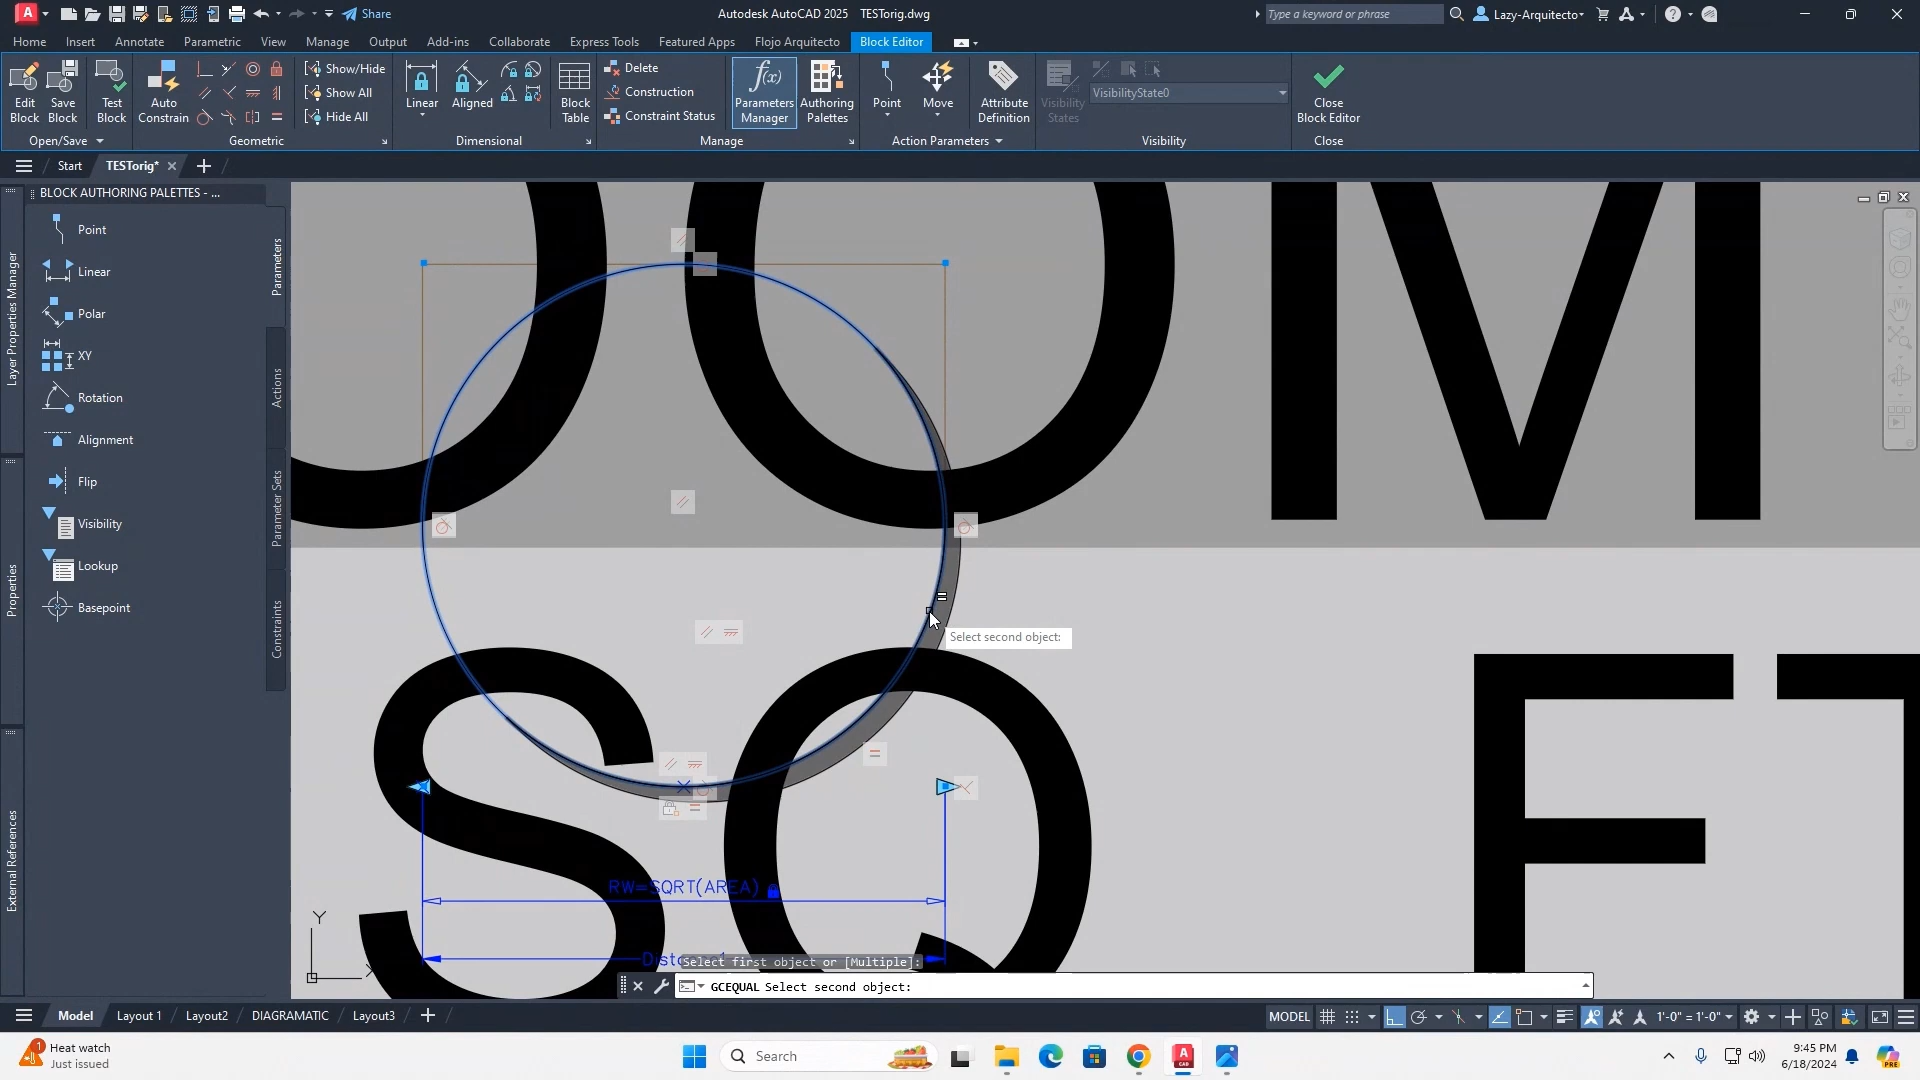 A Share Autodesk AutoCAD 2025 TESTorig.dwg Type a keyword or phrase Lazy-Arquitecto
Home Insert Annotate Parametric View Manage Output Add-ins Collaborate Express Tools Featured Apps Flojo Arquitecto Block Editor
Edit Block Save Block Test Block
Open/Save
Auto Constrain
Show/Hide
Show All
Hide All
Geometric
Linear Aligned
Dimensional
Block Table
Delete
Construction
Constraint Status
Manage
f(x) Parameters Manager
Authoring Palettes
Point Move
Action Parameters
Attribute Definition
Visibility States
VisibilityState0
Visibility
Close Block Editor
Close
Start TESTorig*
BLOCK AUTHORING PALETTES - ...
Point
Linear
Polar
XY
Rotation
Alignment
Flip
Visibility
Lookup
Basepoint
Parameters
Actions
Parameter Sets
Constraints
Layer Properties Manager
Properties
External References
OOM
SQ FT
Select second object:
RW=SQRT(AREA)
Select first object or [Multiple]:
Y
X
GCEQUAL Select second object:
Model Layout 1 Layout2 DIAGRAMATIC Layout3 MODEL 1'-0" = 1'-0"
Heat watch
Just issued
1
Search
A CAD
PRE
9:45 PM
6/18/2024